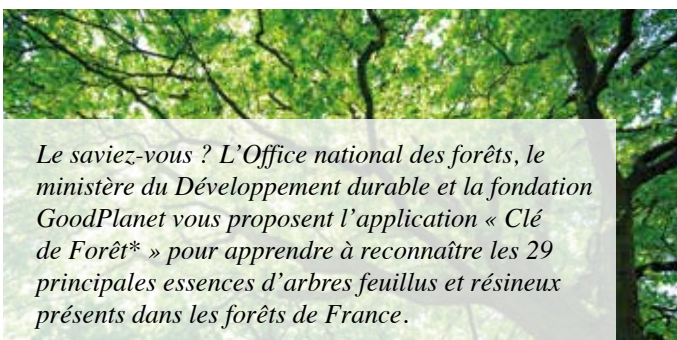 Le saviez-vous ? L’Office national des forêts, le
ministère du Développement durable et la fondation
GoodPlanet vous proposent l’application « Clé
de Forêt* » pour apprendre à reconnaître les 29
principales essences d’arbres feuillus et résineux
présents dans les forêts de France.